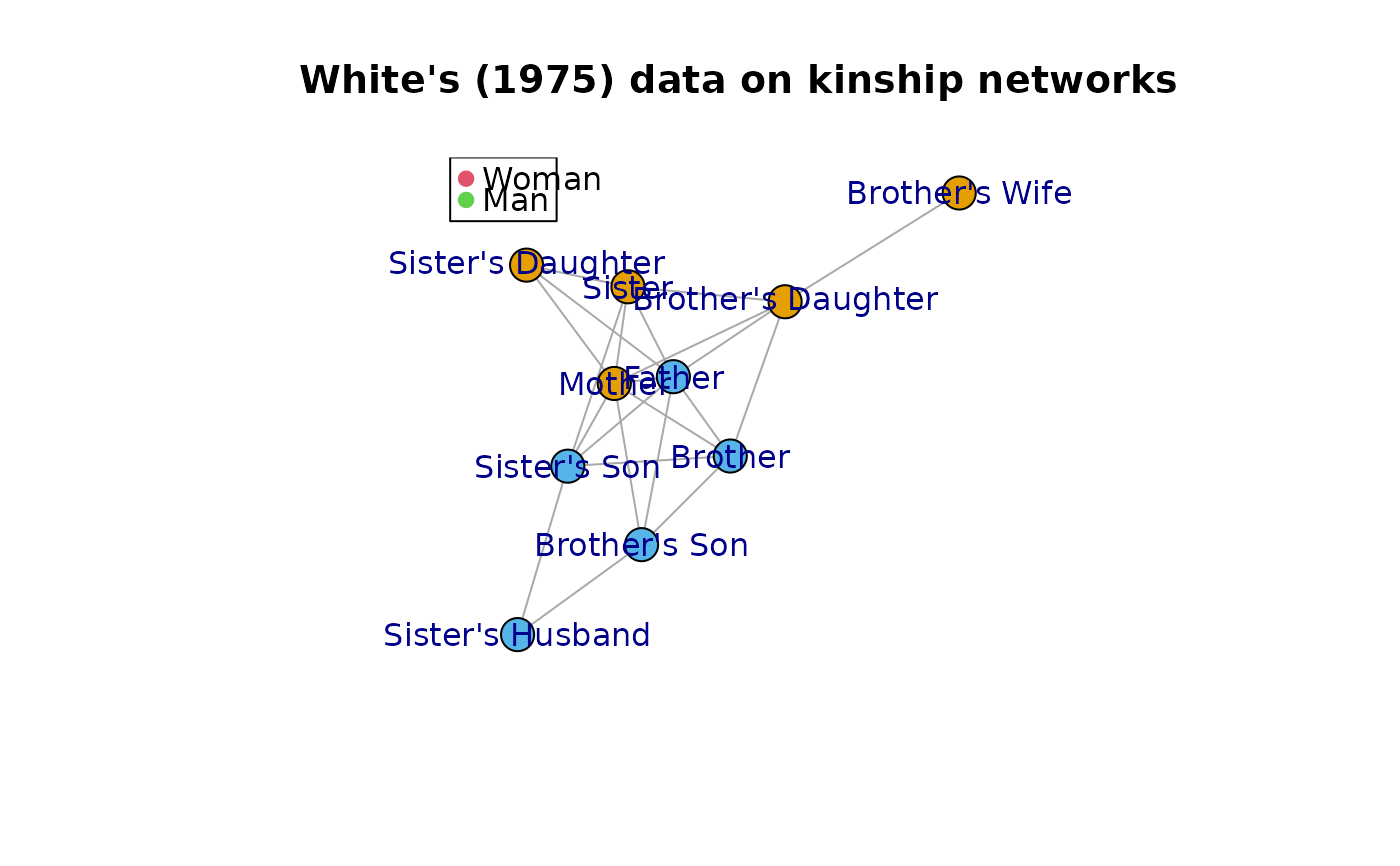 White's (1975) data on kinship networks
Woman
Man
Brother's Wife
Sister's Daughter
Sister
Brother's Daughter
Mother
Father
Sister's Son
Brother
Brother's Son
Sister's Husband